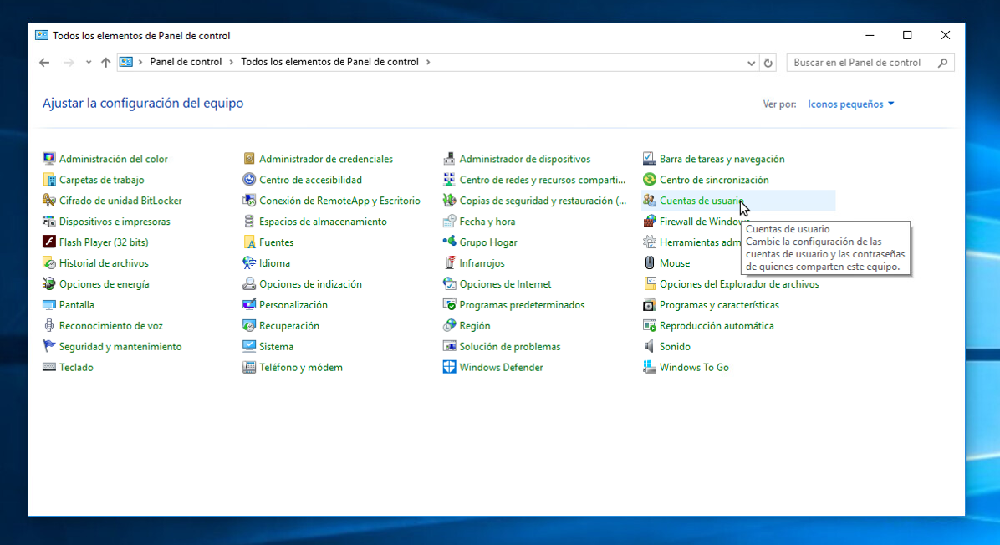 Todos los elementos de Panel de control
Panel de control Todos los elementos de Panel de control
Buscar en el Panel de control
Ajustar la configuración del equipo
Ver por: Iconos pequeños
Administración del color
Administrador de credenciales
Administrador de dispositivos
Barra de tareas y navegación
Carpetas de trabajo
Centro de accesibilidad
Centro de redes y recursos comparti...
Centro de sincronización
Cifrado de unidad BitLocker
Conexión de RemoteApp y Escritorio
Copias de seguridad y restauración (...
Cuentas de usuario
Dispositivos e impresoras
Espacios de almacenamiento
Fecha y hora
Firewall de Windows
Flash Player (32 bits)
Fuentes
Grupo Hogar
Herramientas adm
Historial de archivos
Idioma
Infrarrojos
Mouse
Cuentas de usuario
Cambie la configuración de las
cuentas de usuario y las contraseñas
de quienes comparten este equipo.
Opciones de energía
Opciones de indización
Opciones de Internet
Opciones del Explorador de archivos
Pantalla
Personalización
Programas predeterminados
Programas y características
Reconocimiento de voz
Recuperación
Región
Reproducción automática
Seguridad y mantenimiento
Sistema
Solución de problemas
Sonido
Teclado
Teléfono y módem
Windows Defender
Windows To Go